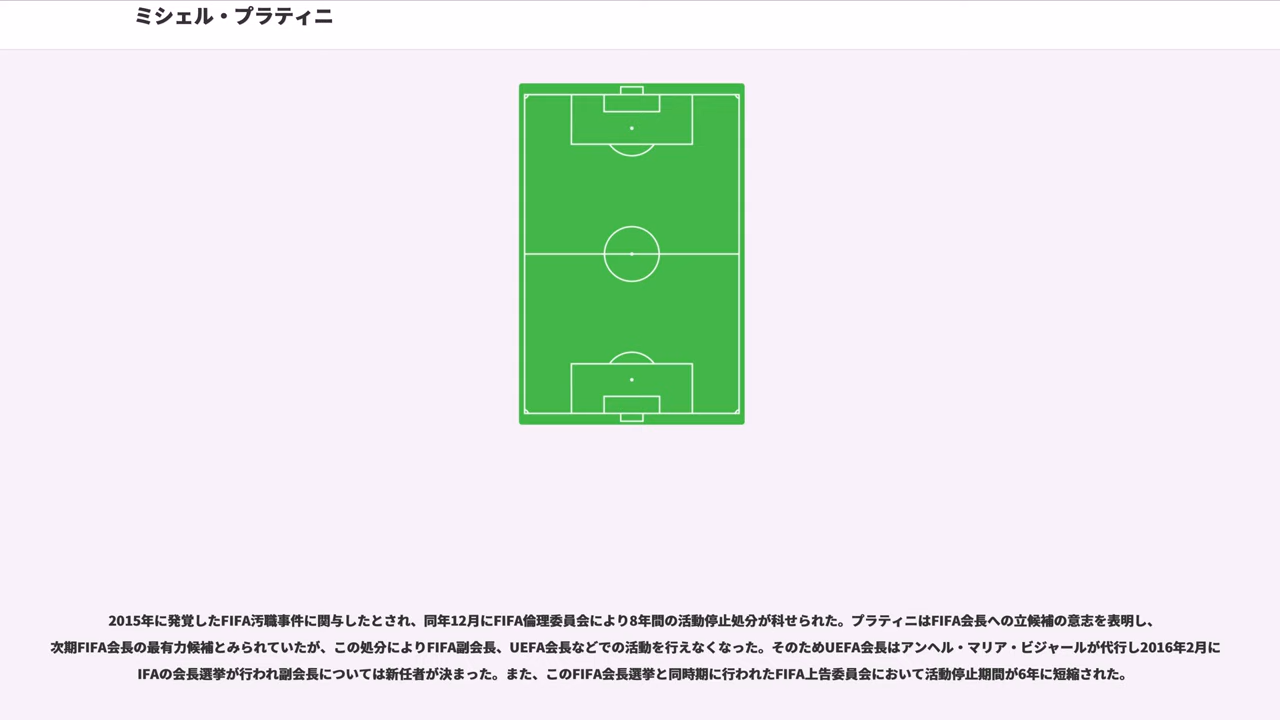 ミシェル・プラティニ
2015年に発覚したFIFA汚職事件に関与したとされ、同年12月にFIFA倫理委員会により8年間の活動停止処分が科せられた。プラティニはFIFA会長への立候補の意志を表明し、
次期FIFA会長の最有力候補とみられていたが、この処分によりFIFA副会長、UEFA会長などでの活動を行えなくなった。そのためUEFA会長はアンヘル・マリア・ビジャールが代行し2016年2月に
IFAの会長選挙が行われ副会長については新任者が決まった。また、このFIFA会長選挙と同時期に行われたFIFA上告委員会において活動停止期間が6年に短縮された。